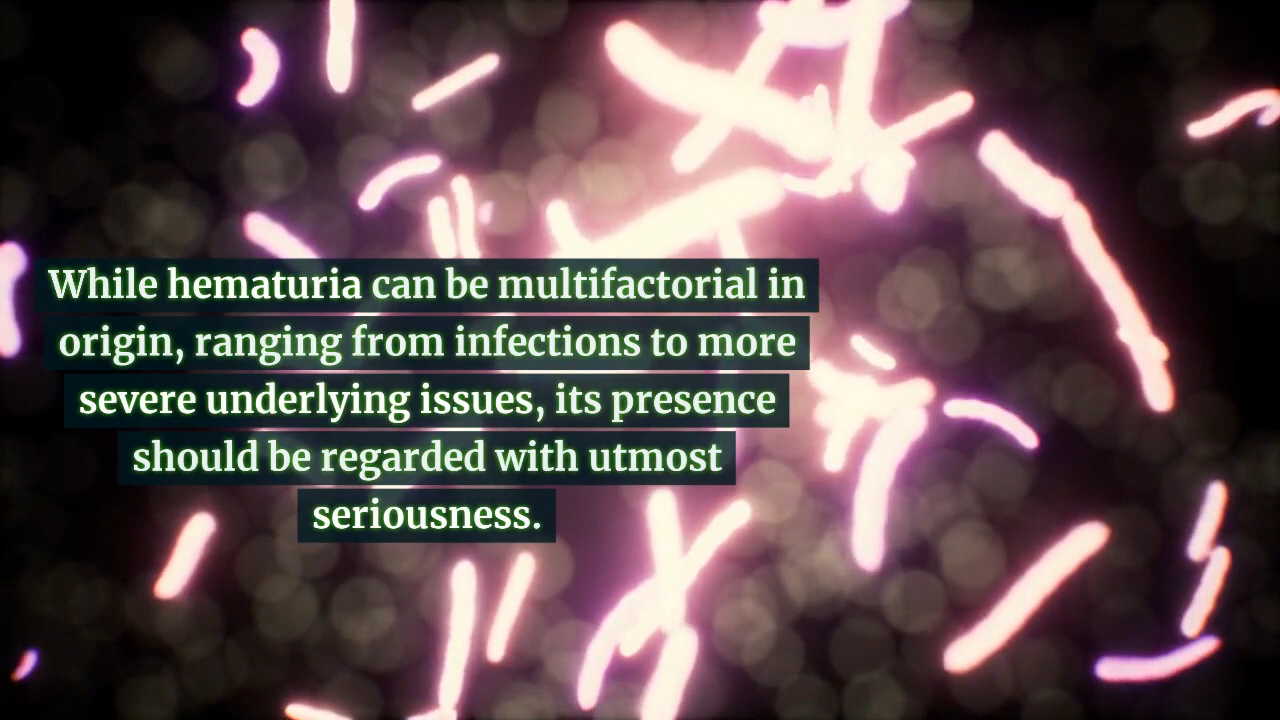 While hematuria can be multifactorial in
origin, ranging from infections to more
severe underlying issues, its presence
should be regarded with utmost
seriousness.